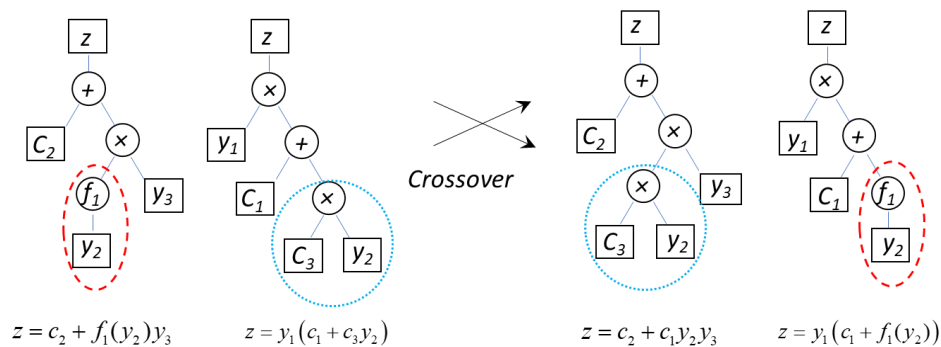 z z z z
+ × + ×
C₂ × y₁ + C₂ × y₁ +
f₁ y₃ C₁ × × y₃ C₁ f₁
y₂ C₃ y₂ C₃ y₂ y₂
Crossover
z = c₂ + f₁(y₂)y₃
z = y₁(c₁ + c₃y₂)
z = c₂ + c₁y₂y₃
z = y₁(c₁ + f₁(y₂))